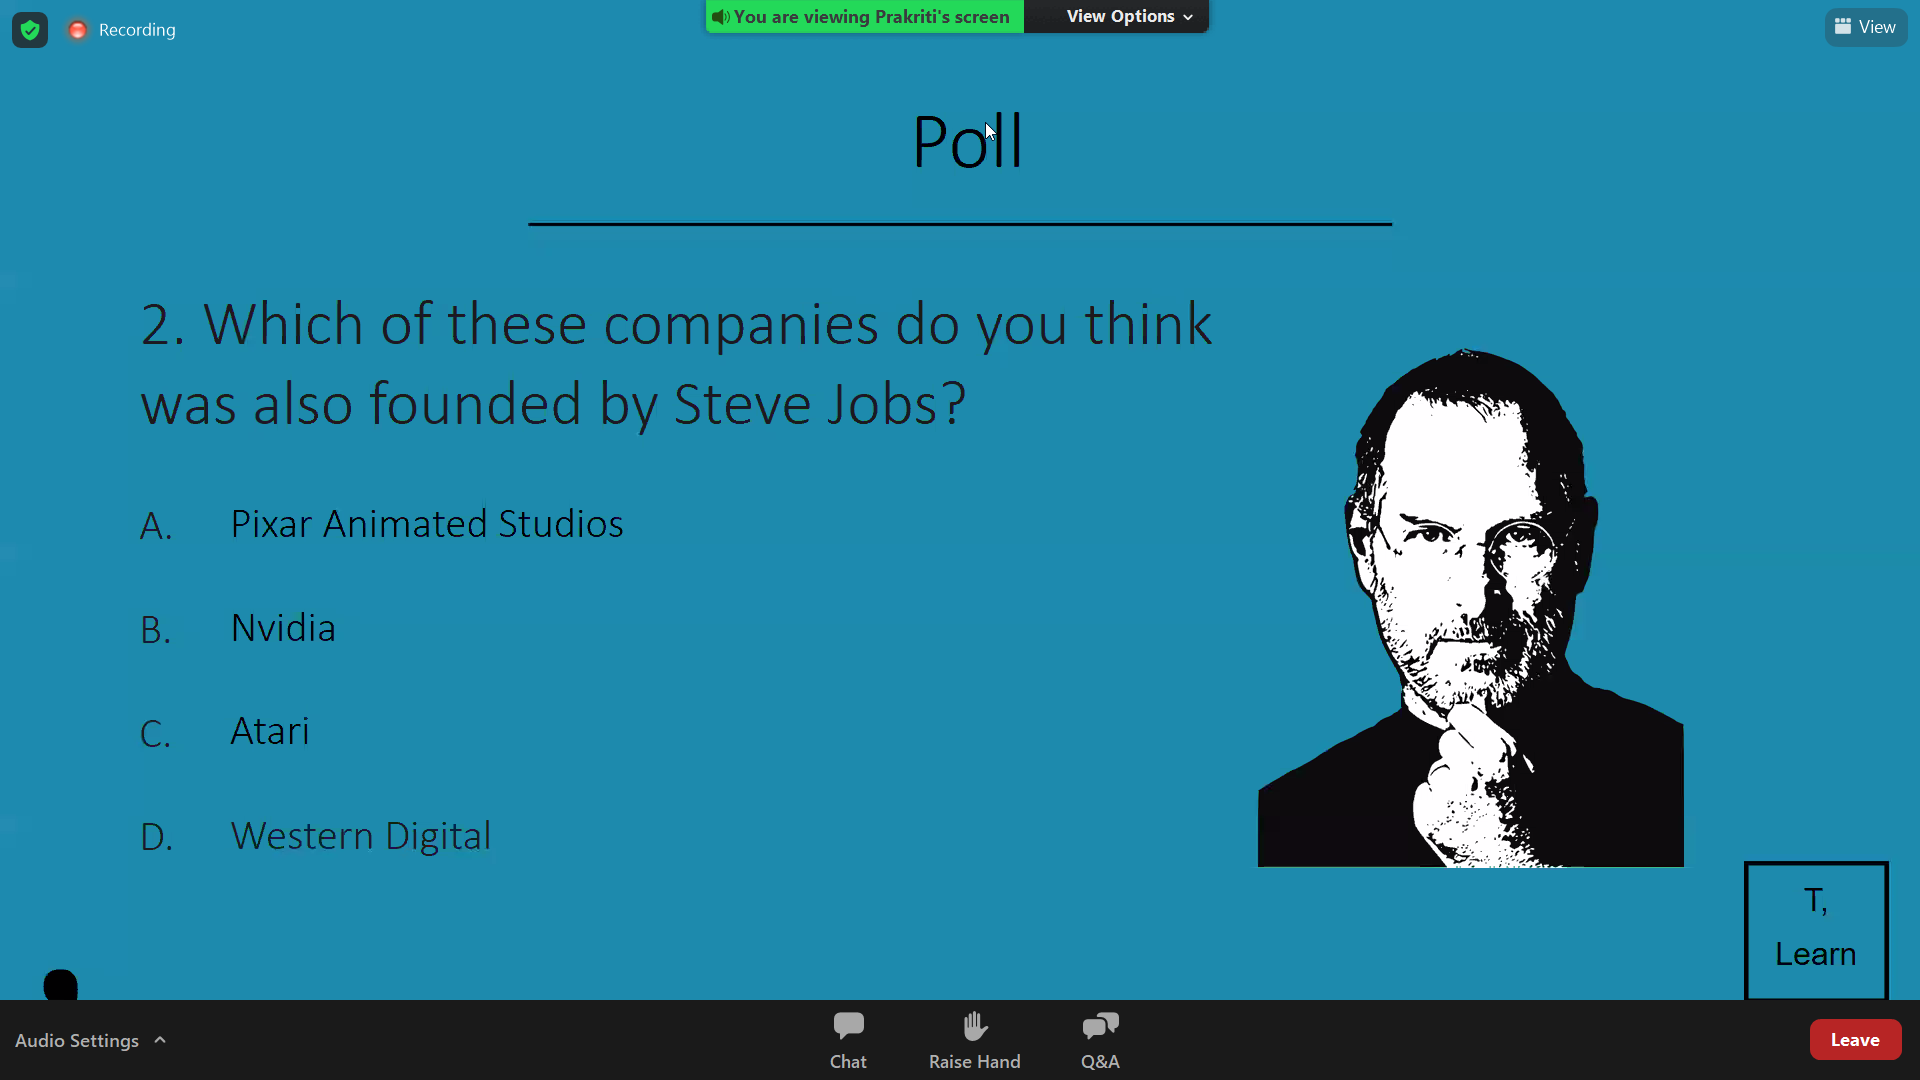 Recording
You are viewing Prakriti's screen
View Options
View
Poll
2. Which of these companies do you think
was also founded by Steve Jobs?
A. Pixar Animated Studios
B. Nvidia
C. Atari
D. Western Digital
T,
Learn
Audio Settings
Chat
Raise Hand
Q&A
Leave